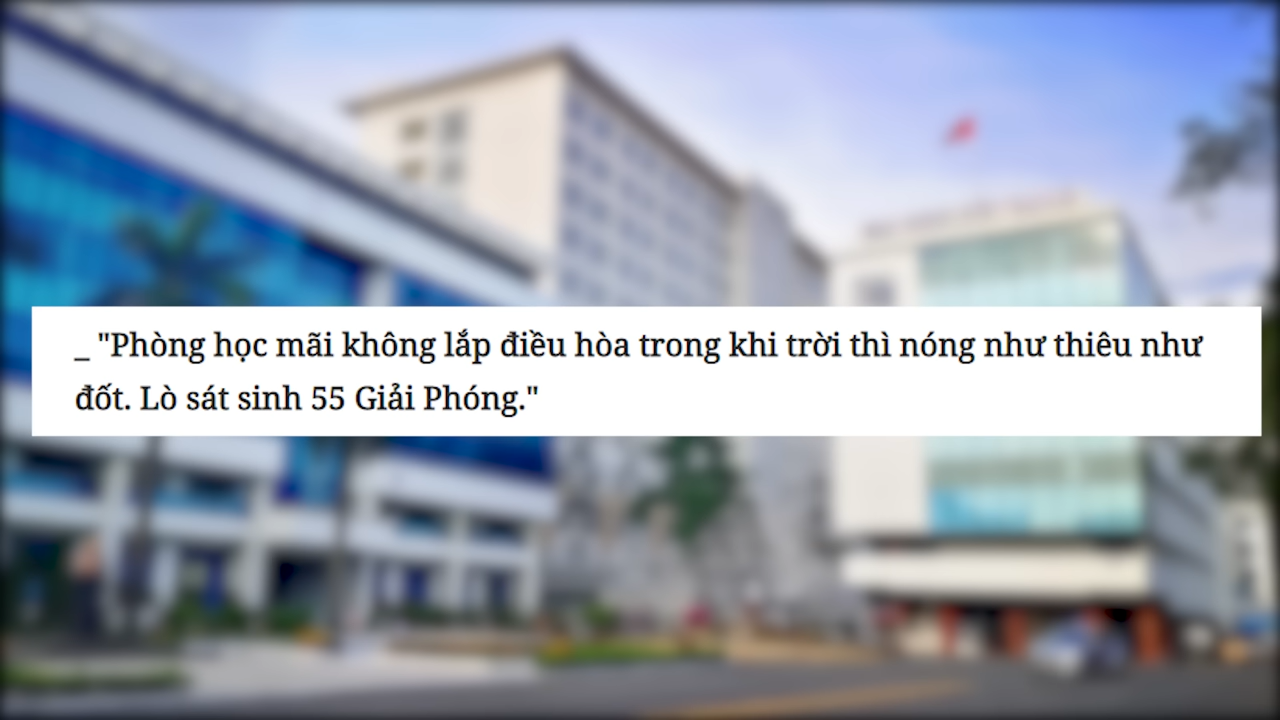 _ "Phòng học mãi không lắp điều hòa trong khi trời thì nóng như thiêu như
đốt. Lò sát sinh 55 Giải Phóng."